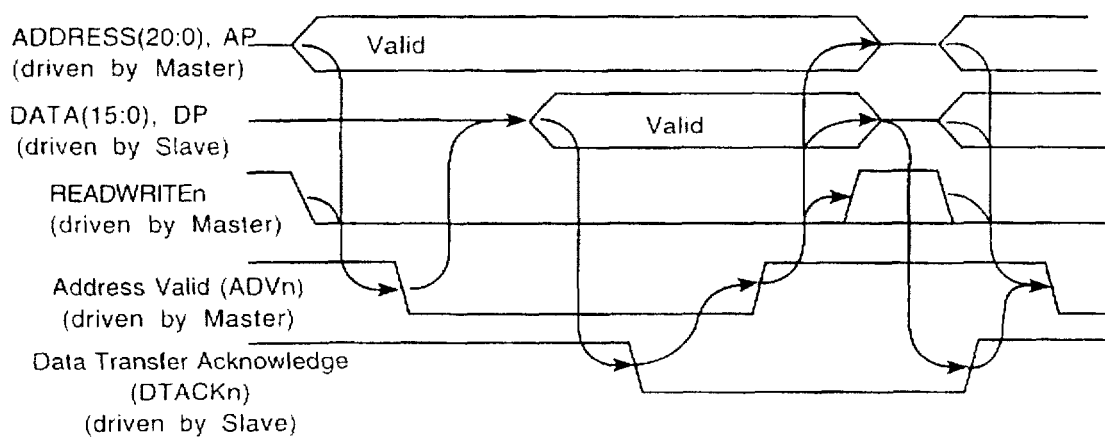 ADDRESS(20:0), AP
(driven by Master)
Valid
DATA(15:0), DP
(driven by Slave)
Valid
READWRITEn
(driven by Master)
Address Valid (ADVn)
(driven by Master)
Data Transfer Acknowledge
(DTACKn)
(driven by Slave)